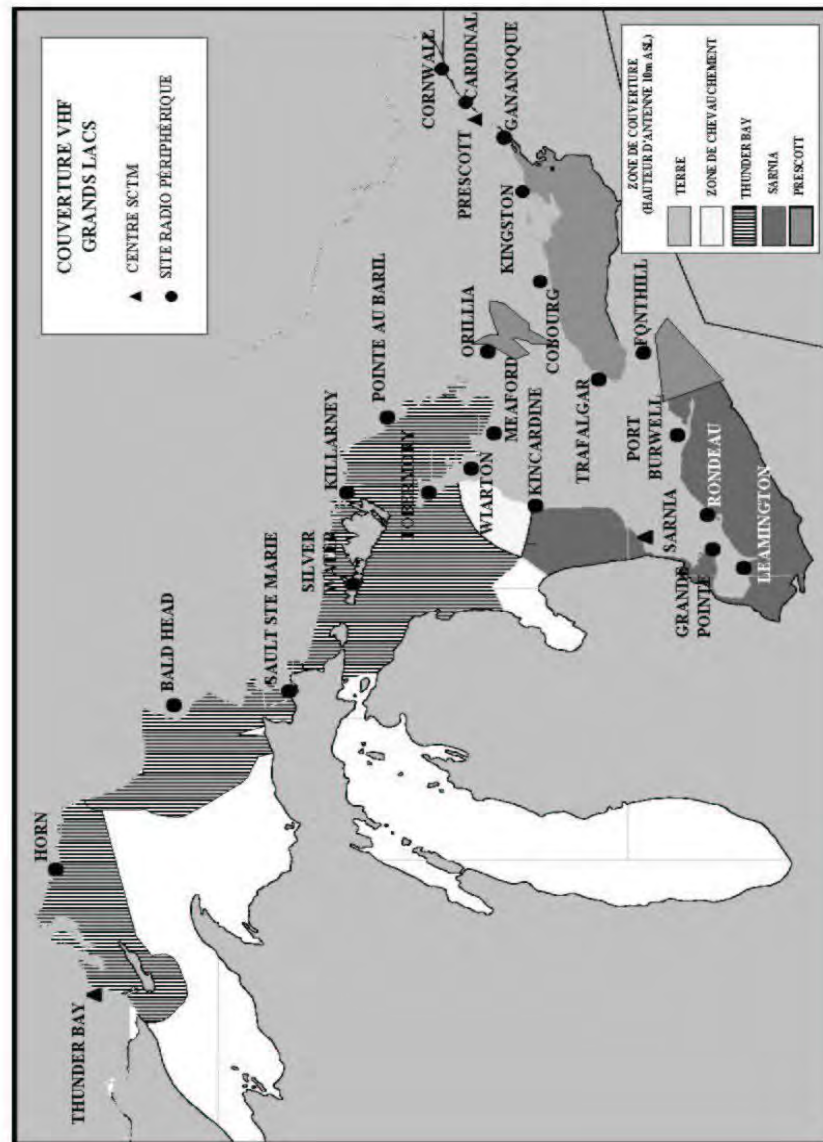 COUVERTURE VHF
GRANDS LACS
CENTRE SCTM
SITE RADIO PÉRIPHÉRIQUE
THUNDER BAY
HORN
BALD HEAD
SAULT STE MARIE
SILVER
WATER
KILLARNEY
TOBERMORY
POINTE AU BARIL
WIARTON
MEAFORD
ORILLIA
KINCARDINE
SARNIA
GRANDE
POINTE
LEAMINGTON
RONDEAU
PORT
BURWELL
FONTHILL
TRAFALGAR
COBOURG
KINGSTON
GANANOQUE
PRESCOTT
CARDINAL
CORNWALL
ZONE DE COUVERTURE
(HAUTEUR D'ANTENNE 10m ASL)
TERRE
ZONE DE CHEVAUCHEMENT
THUNDER BAY
SARNIA
PRESCOTT